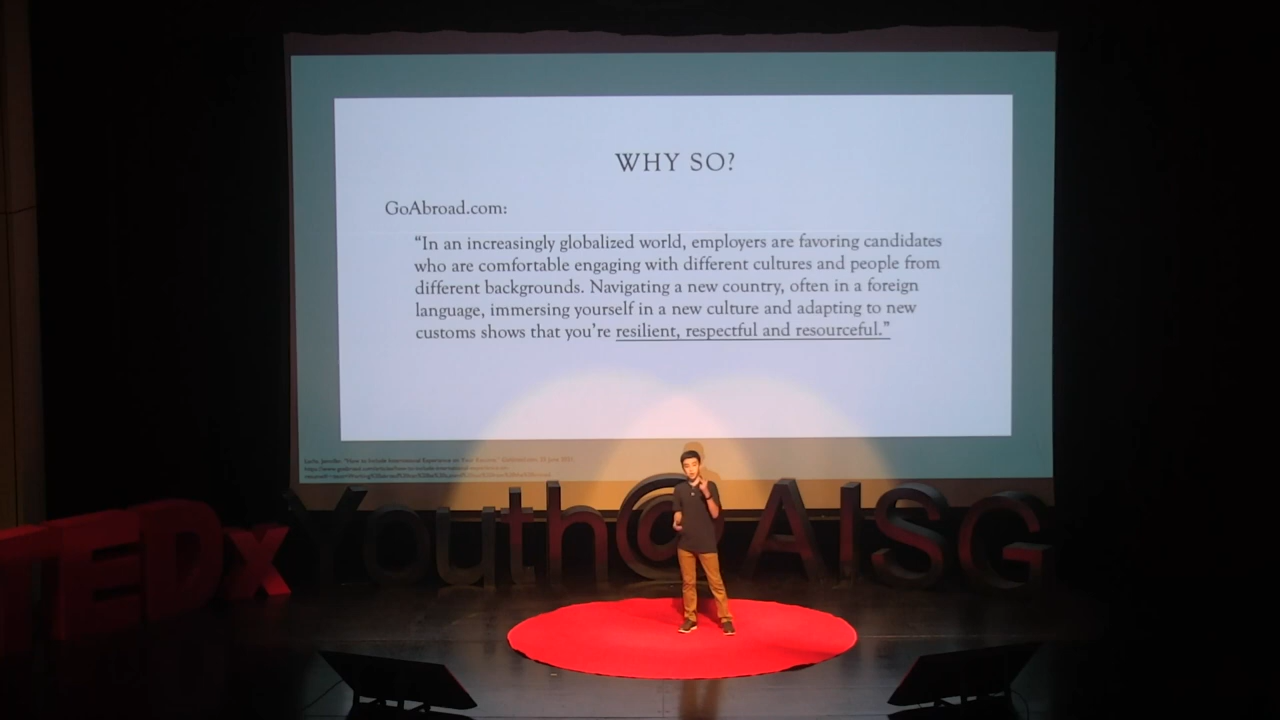 WHY SO?
GoAbroad.com:
“In an increasingly globalized world, employers are favoring candidates
who are comfortable engaging with different cultures and people from
different backgrounds. Navigating a new country, often in a foreign
language, immersing yourself in a new culture and adapting to new
customs shows that you’re resilient, respectful and resourceful.”
TEDxYouth@AISG